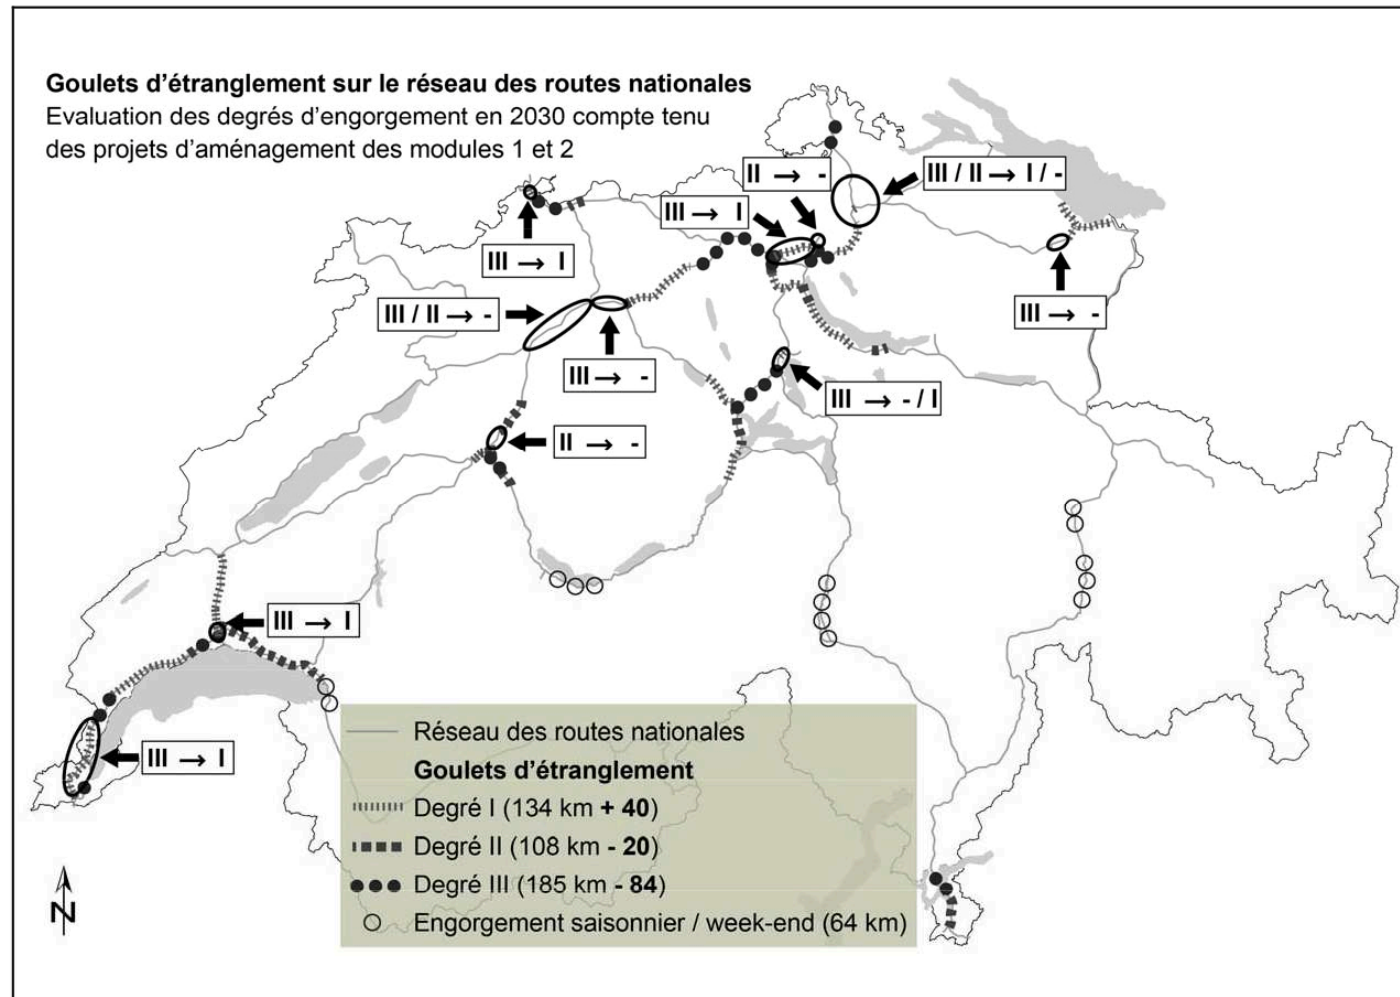 Goulets d'étranglement sur le réseau des routes nationales
Evaluation des degrés d'engorgement en 2030 compte tenu
des projets d'aménagement des modules 1 et 2
II → -
III / II → I / -
III → I
III → I
III / II → -
III → -
III → -
III → - / I
II → -
III → I
III → I
Réseau des routes nationales
Goulets d'étranglement
Degré I (134 km + 40)
Degré II (108 km - 20)
Degré III (185 km - 84)
Engorgement saisonnier / week-end (64 km)
N